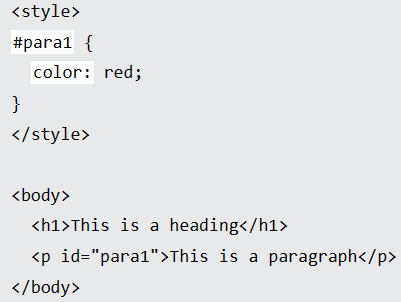 <style>
#para1 {
  color: red;
}
</style>

<body>
  <h1>This is a heading</h1>
  <p id="para1">This is a paragraph</p>
</body>